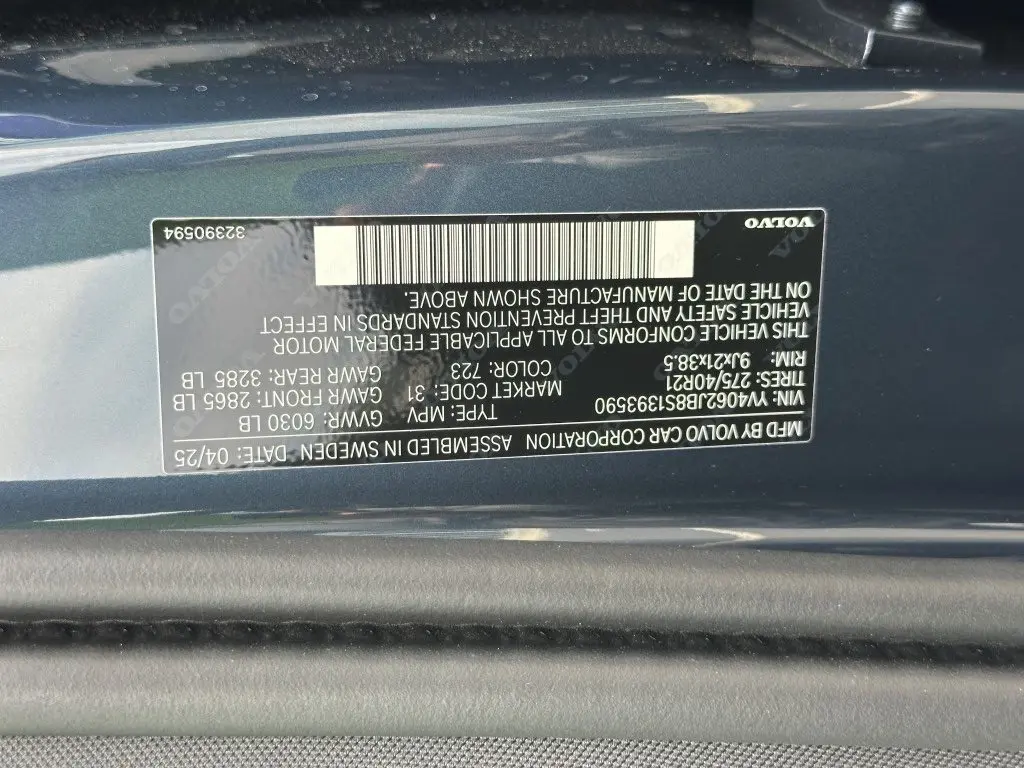 MFD BY VOLVO CAR CORPORATION ASSEMBLED IN SWEDEN DATE: 04/25
VIN: YV4062JB8S1393590 TYPE: MPV GVWR: 6030 LB
TIRES: 275/40R21 MARKET CODE: 31 GAWR FRONT: 2865 LB
RIM: 9Jx21x38.5 COLOR: 723 GAWR REAR: 3285 LB
THIS VEHICLE CONFORMS TO ALL APPLICABLE FEDERAL MOTOR
VEHICLE SAFETY AND THEFT PREVENTION STANDARDS IN EFFECT
ON THE DATE OF MANUFACTURE SHOWN ABOVE.
VOLVO 32390594